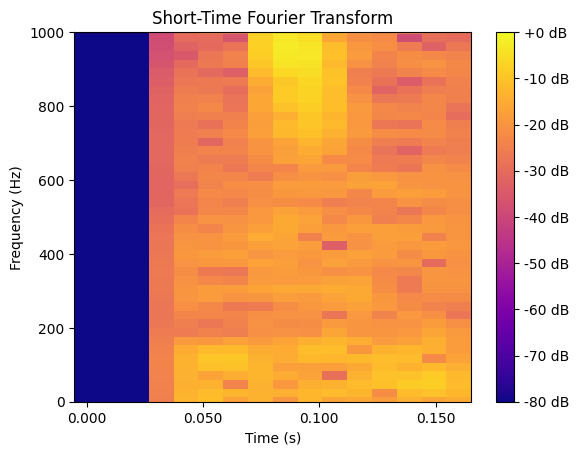 Short-Time Fourier Transform
1000
800
600
400
200
0
Frequency (Hz)
0.000
0.050
0.100
0.150
Time (s)
+0 dB
-10 dB
-20 dB
-30 dB
-40 dB
-50 dB
-60 dB
-70 dB
-80 dB